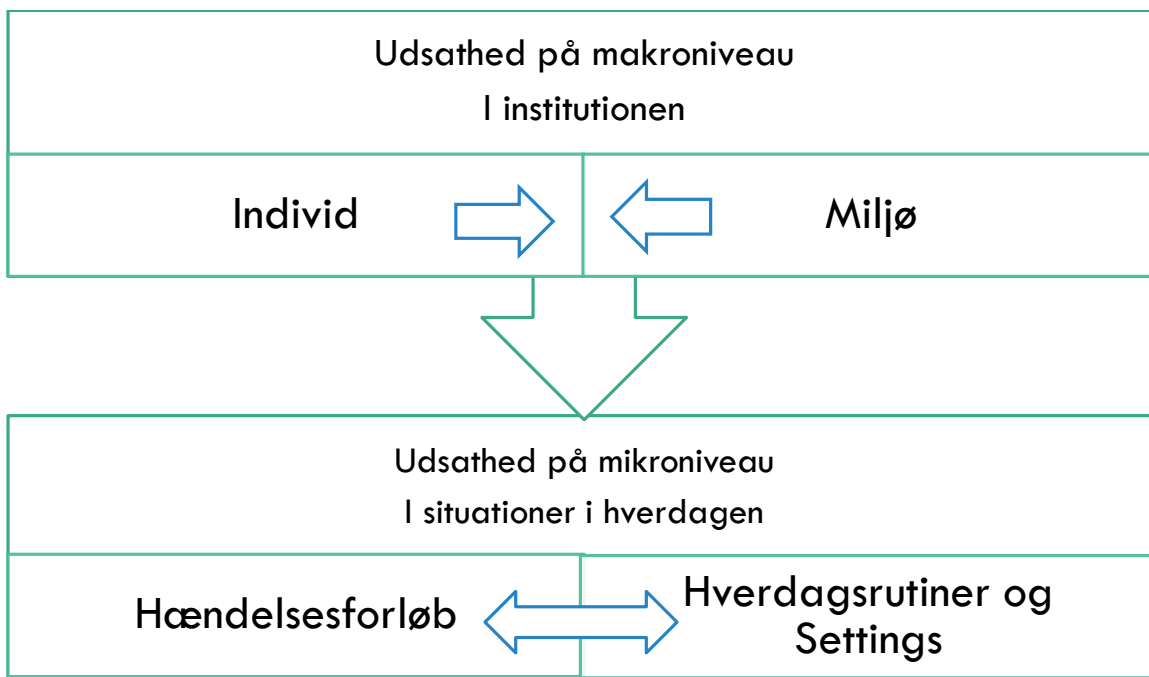 Udsathed på makroniveau
I institutionen
Individ
Miljø
Udsathed på mikroniveau
I situationer i hverdagen
Hændelsesforløb
Hverdagsrutiner og
Settings